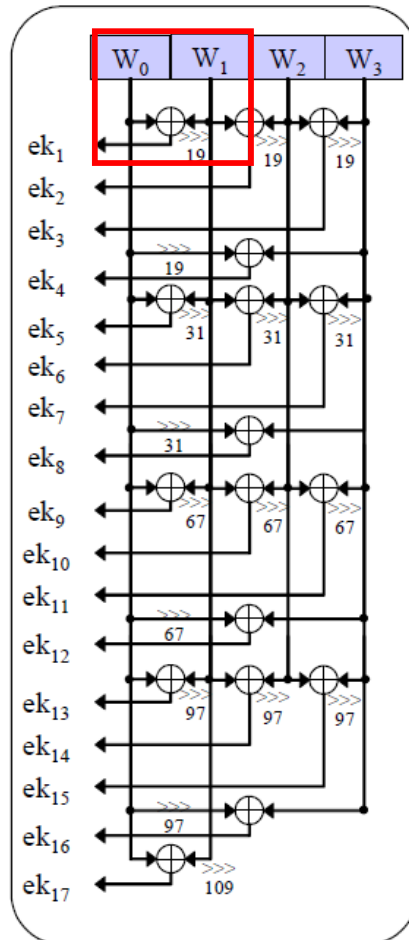 W₀ W₁ W₂ W₃
>>> >>> >>>
ek₁ 19 19 19
ek₂
ek₃
>>>
ek₄ 19
ek₅ >>> >>> >>>
31 31 31
ek₆
ek₇
>>>
ek₈ 31
ek₉ >>> >>> >>>
67 67 67
ek₁₀
ek₁₁
>>>
ek₁₂ 67
ek₁₃ >>> >>> >>>
97 97 97
ek₁₄
ek₁₅
>>>
ek₁₆ 97
>>>
ek₁₇ 109